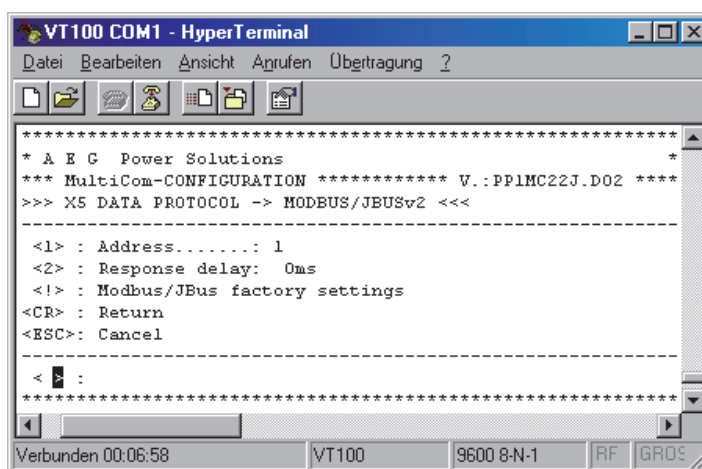 VT100 COM1 - HyperTerminal
Datei Bearbeiten Ansicht Anrufen Übertragung ?
****************************************************************
* A E G  Power Solutions                                       *
*** MultiCom-CONFIGURATION ************ V.:PP1MC22J.D02 ****
>>> X5 DATA PROTOCOL -> MODBUS/JBUSv2 <<<
----------------------------------------------------------------
<1> : Address.......: 1
<2> : Response delay:  0ms
<!> : Modbus/JBus factory settings
<CR> : Return
<ESC>: Cancel
----------------------------------------------------------------
< > :
****************************************************************
Verbunden 00:06:58 VT100 9600 8-N-1 RF GROS